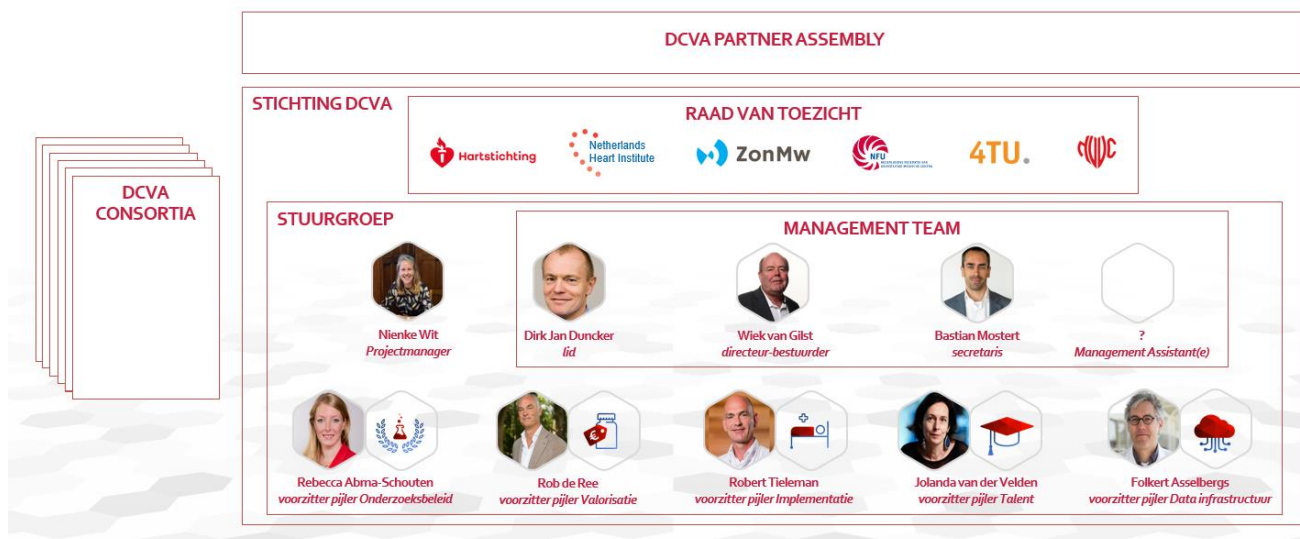 DCVA PARTNER ASSEMBLY
STICHTING DCVA
RAAD VAN TOEZICHT
Hartstichting
Netherlands
Heart Institute
ZonMw
NFU
4TU.
DCVA
CONSORTIA
STUURGROEP
MANAGEMENT TEAM
Nienke Wit
Projectmanager
Dirk Jan Duncker
lid
Wiek van Gilst
directeur-bestuurder
Bastian Mostert
secretaris
?
Management Assistant(e)
€
Rebecca Abma-Schouten
voorzitter pijler Onderzoeksbeleid
Rob de Ree
voorzitter pijler Valorisatie
Robert Tieleman
voorzitter pijler Implementatie
Jolanda van der Velden
voorzitter pijler Talent
Folkert Asselbergs
voorzitter pijler Data infrastructuur